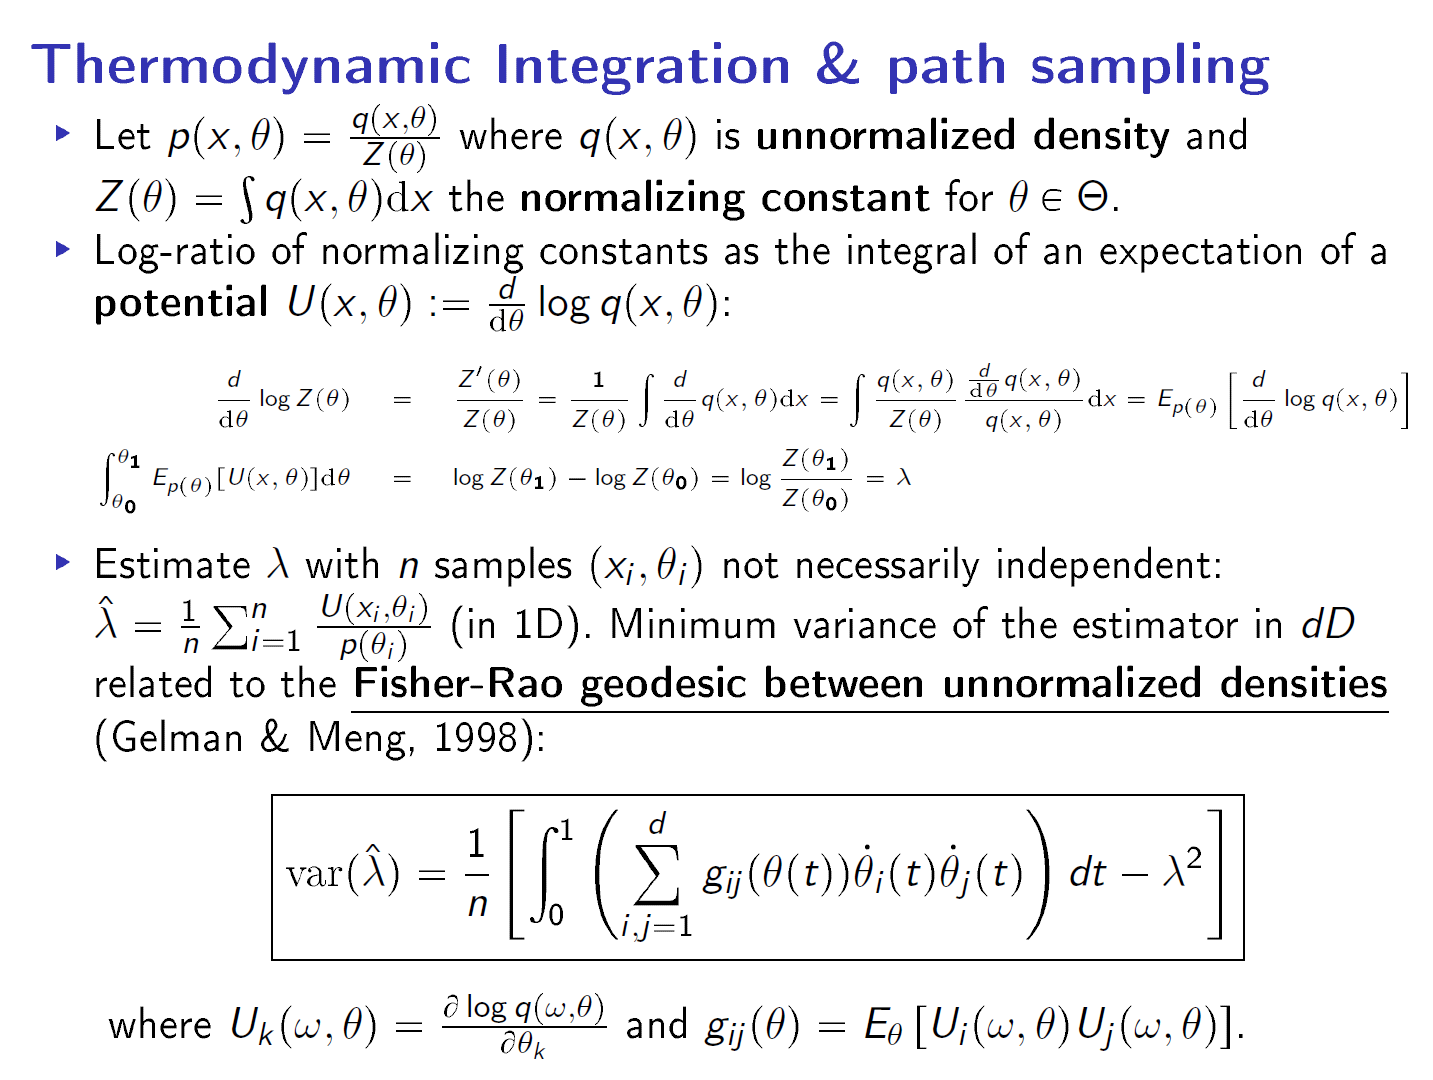 Thermodynamic Integration & path sampling
▶ Let $p(x, \theta) = \frac{q(x,\theta)}{Z(\theta)}$ where $q(x, \theta)$ is unnormalized density and
$Z(\theta) = \int q(x, \theta)\mathrm{d}x$ the normalizing constant for $\theta \in \Theta$.
▶ Log-ratio of normalizing constants as the integral of an expectation of a
potential $U(x, \theta) := \frac{d}{\mathrm{d}\theta} \log q(x, \theta)$:
$\frac{d}{\mathrm{d}\theta} \log Z(\theta) = \frac{Z'(\theta)}{Z(\theta)} = \frac{1}{Z(\theta)} \int \frac{d}{\mathrm{d}\theta} q(x, \theta)\mathrm{d}x = \int \frac{q(x, \theta)}{Z(\theta)} \frac{\frac{d}{\mathrm{d}\theta} q(x, \theta)}{q(x, \theta)} \mathrm{d}x = E_{p(\theta)} \left[ \frac{d}{\mathrm{d}\theta} \log q(x, \theta) \right]$
$\int_{\theta_0}^{\theta_1} E_{p(\theta)}[U(x, \theta)]\mathrm{d}\theta = \log Z(\theta_1) - \log Z(\theta_0) = \log \frac{Z(\theta_1)}{Z(\theta_0)} = \lambda$
▶ Estimate $\lambda$ with $n$ samples $(x_i, \theta_i)$ not necessarily independent:
$\hat{\lambda} = \frac{1}{n} \sum_{i=1}^{n} \frac{U(x_i,\theta_i)}{p(\theta_i)}$ (in 1D). Minimum variance of the estimator in $dD$
related to the Fisher-Rao geodesic between unnormalized densities
(Gelman & Meng, 1998):
$\mathrm{var}(\hat{\lambda}) = \frac{1}{n} \left[ \int_0^1 \left( \sum_{i,j=1}^{d} g_{ij}(\theta(t)) \dot{\theta}_i(t) \dot{\theta}_j(t) \right) dt - \lambda^2 \right]$
where $U_k(\omega, \theta) = \frac{\partial \log q(\omega,\theta)}{\partial \theta_k}$ and $g_{ij}(\theta) = E_\theta [U_i(\omega, \theta) U_j(\omega, \theta)]$.